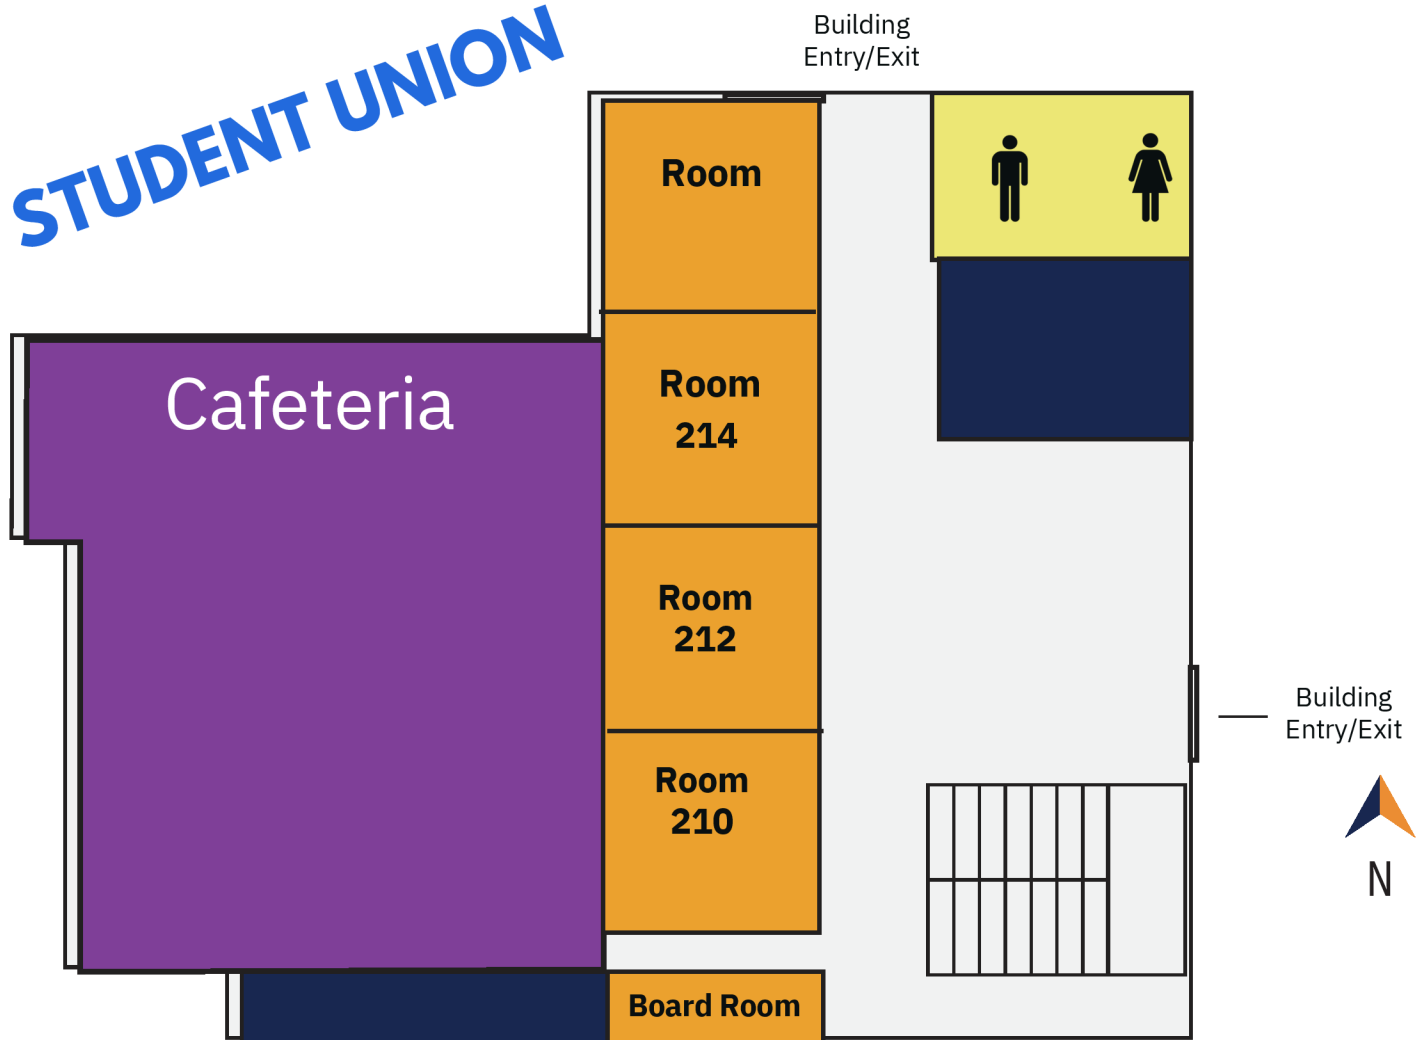 STUDENT UNION
Building
Entry/Exit
Room
Cafeteria
Room
214
Room
212
Building
Entry/Exit
Room
210
N
Board Room